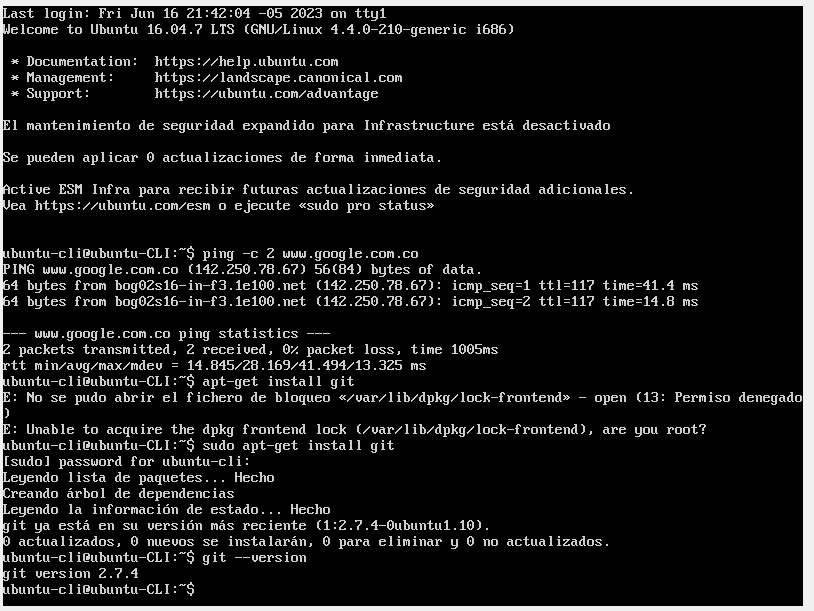 Last login: Fri Jun 16 21:42:04 -05 2023 on tty1
Welcome to Ubuntu 16.04.7 LTS (GNU/Linux 4.4.0-210-generic i686)
* Documentation:  https://help.ubuntu.com
* Management:     https://landscape.canonical.com
* Support:        https://ubuntu.com/advantage
El mantenimiento de seguridad expandido para Infrastructure está desactivado
Se pueden aplicar 0 actualizaciones de forma inmediata.
Active ESM Infra para recibir futuras actualizaciones de seguridad adicionales.
Vea https://ubuntu.com/esm o ejecute «sudo pro status»
ubuntu-cli@ubuntu-CLI:~$ ping -c 2 www.google.com.co
PING www.google.com.co (142.250.78.67) 56(84) bytes of data.
64 bytes from bog02s16-in-f3.1e100.net (142.250.78.67): icmp_seq=1 ttl=117 time=41.4 ms
64 bytes from bog02s16-in-f3.1e100.net (142.250.78.67): icmp_seq=2 ttl=117 time=14.8 ms
--- www.google.com.co ping statistics ---
2 packets transmitted, 2 received, 0% packet loss, time 1005ms
rtt min/avg/max/mdev = 14.845/28.169/41.494/13.325 ms
ubuntu-cli@ubuntu-CLI:~$ apt-get install git
E: No se pudo abrir el fichero de bloqueo «/var/lib/dpkg/lock-frontend» - open (13: Permiso denegado
)
E: Unable to acquire the dpkg frontend lock (/var/lib/dpkg/lock-frontend), are you root?
ubuntu-cli@ubuntu-CLI:~$ sudo apt-get install git
[sudo] password for ubuntu-cli:
Leyendo lista de paquetes... Hecho
Creando árbol de dependencias
Leyendo la información de estado... Hecho
git ya está en su versión más reciente (1:2.7.4-0ubuntu1.10).
0 actualizados, 0 nuevos se instalarán, 0 para eliminar y 0 no actualizados.
ubuntu-cli@ubuntu-CLI:~$ git --version
git version 2.7.4
ubuntu-cli@ubuntu-CLI:~$